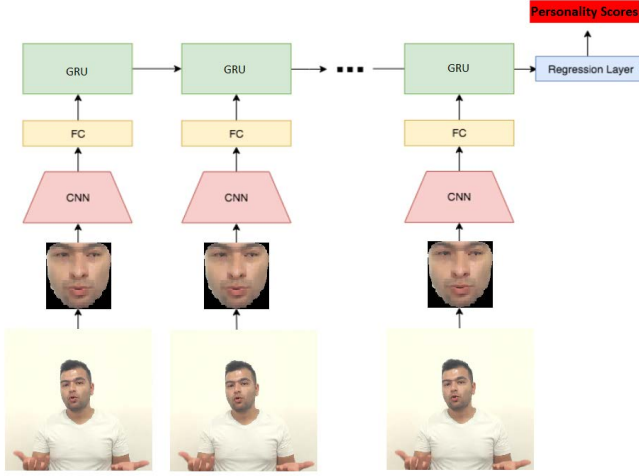 Personality Scores
GRU
GRU
GRU
Regression Layer
FC
FC
FC
CNN
CNN
CNN